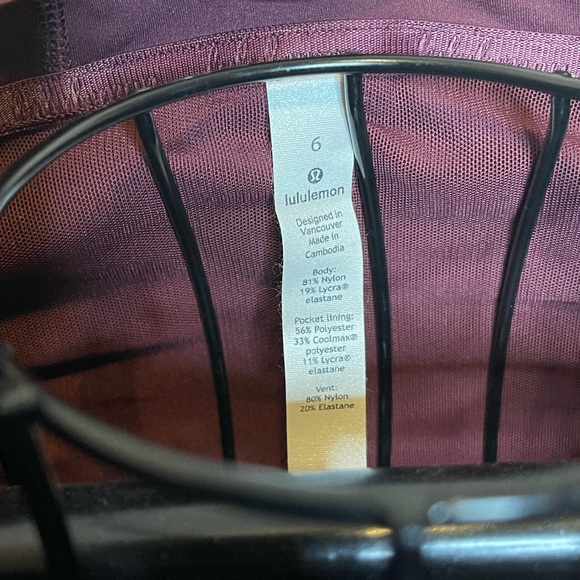 6
lululemon
Designed in
Vancouver
Made in
Cambodia
Body:
81% Nylon
19% Lycra®
elastane
Pocket lining:
56% Polyester
33% Coolmax®
polyester
11% Lycra®
elastane
Vent:
80% Nylon
20% Elastane